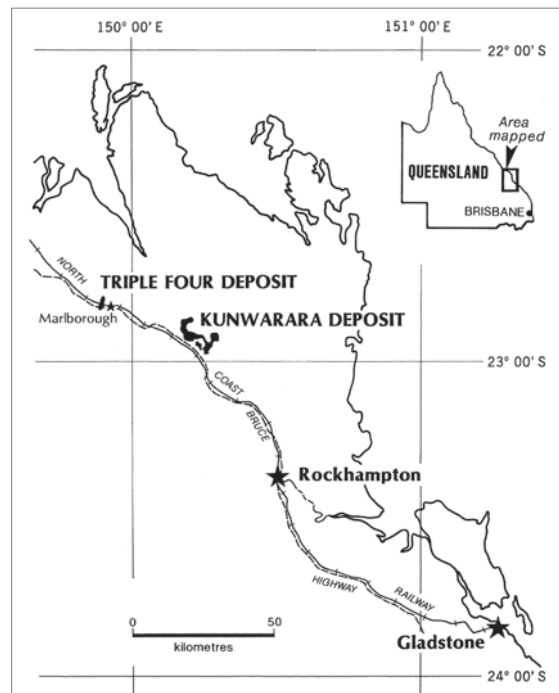 150° 00' E
151° 00' E
22° 00' S
Area
mapped
QUEENSLAND
BRISBANE
NORTH
TRIPLE FOUR DEPOSIT
Marlborough
KUNWARARA DEPOSIT
23° 00' S
COAST
BRUCE
Rockhampton
HIGHWAY
RAILWAY
Gladstone
0
50
kilometres
24° 00' S